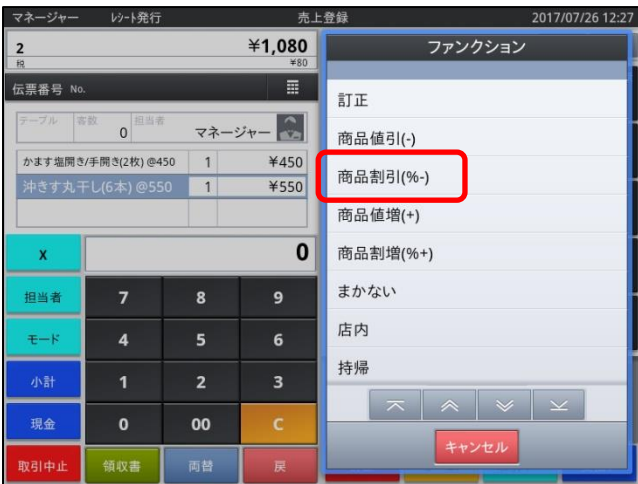 マネージャー ﾚｼｰﾄ発行 売上登録 2017/07/26 12:27
2 ¥1,080
税 ¥80
伝票番号 No.
テーブル 客数 0 担当者 マネージャー
かます塩開き/手開き(2枚) @450 1 ¥450
沖きす丸干し(6本) @550 1 ¥550
X 0
担当者 7 8 9
モード 4 5 6
小計 1 2 3
現金 0 00 C
取引中止 領収書 両替 戻
ファンクション
訂正
商品値引(-)
商品割引(%-)
商品値増(+)
商品割増(%+)
まかない
店内
持帰
キャンセル